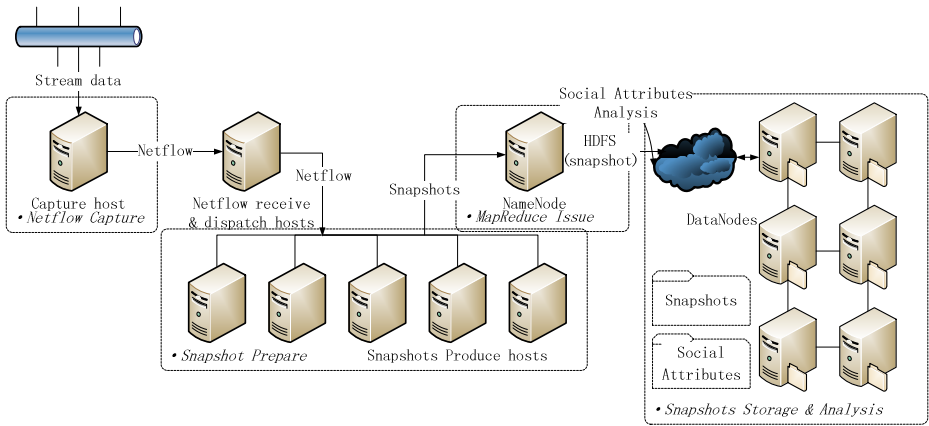 Stream data
Capture host
•Netflow Capture
Netflow
Netflow receive
& dispatch hosts
Netflow
Snapshots
•Snapshot Prepare
Snapshots Produce hosts
NameNode
•MapReduce Issue
Social Attributes
Analysis
HDFS
(snapshot)
DataNodes
Snapshots
Social
Attributes
•Snapshots Storage & Analysis